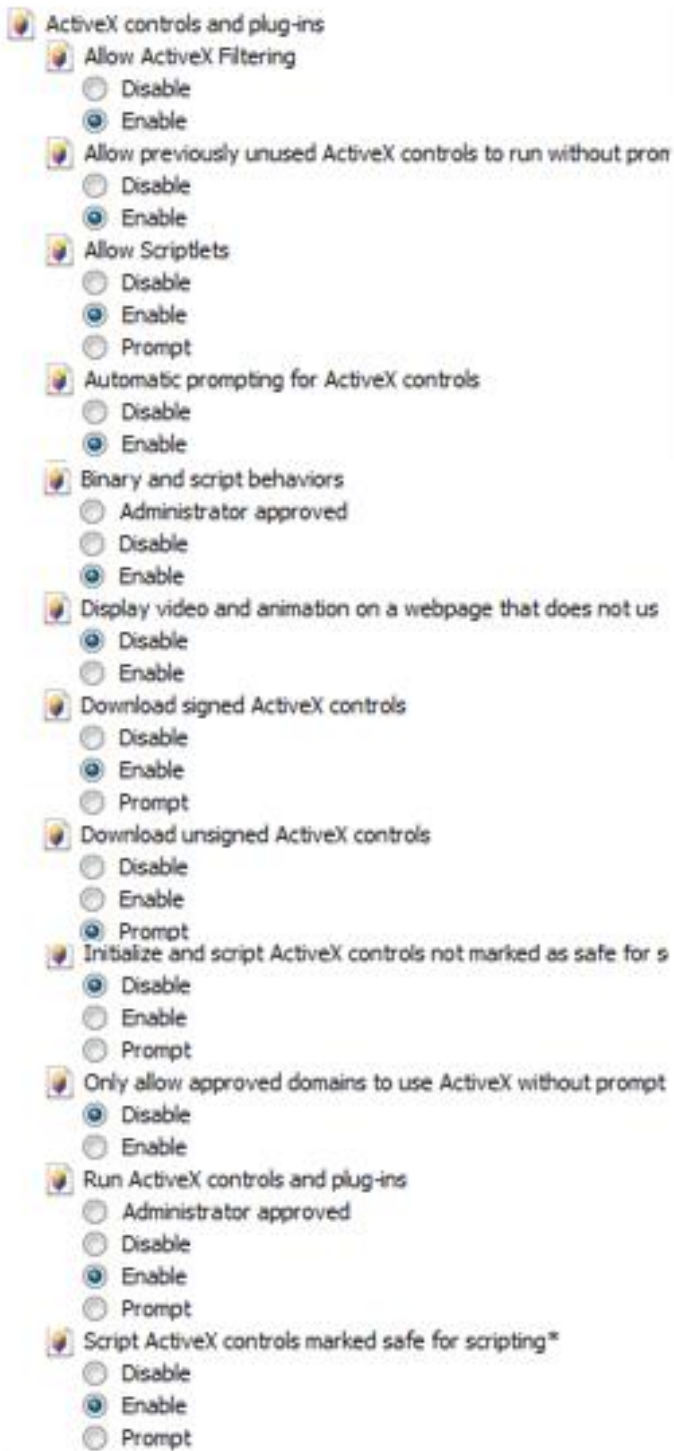 ActiveX controls and plug-ins
Allow ActiveX Filtering
Disable
Enable
Allow previously unused ActiveX controls to run without prom
Disable
Enable
Allow Scriptlets
Disable
Enable
Prompt
Automatic prompting for ActiveX controls
Disable
Enable
Binary and script behaviors
Administrator approved
Disable
Enable
Display video and animation on a webpage that does not us
Disable
Enable
Download signed ActiveX controls
Disable
Enable
Prompt
Download unsigned ActiveX controls
Disable
Enable
Prompt
Initialize and script ActiveX controls not marked as safe for s
Disable
Enable
Prompt
Only allow approved domains to use ActiveX without prompt
Disable
Enable
Run ActiveX controls and plug-ins
Administrator approved
Disable
Enable
Prompt
Script ActiveX controls marked safe for scripting*
Disable
Enable
Prompt